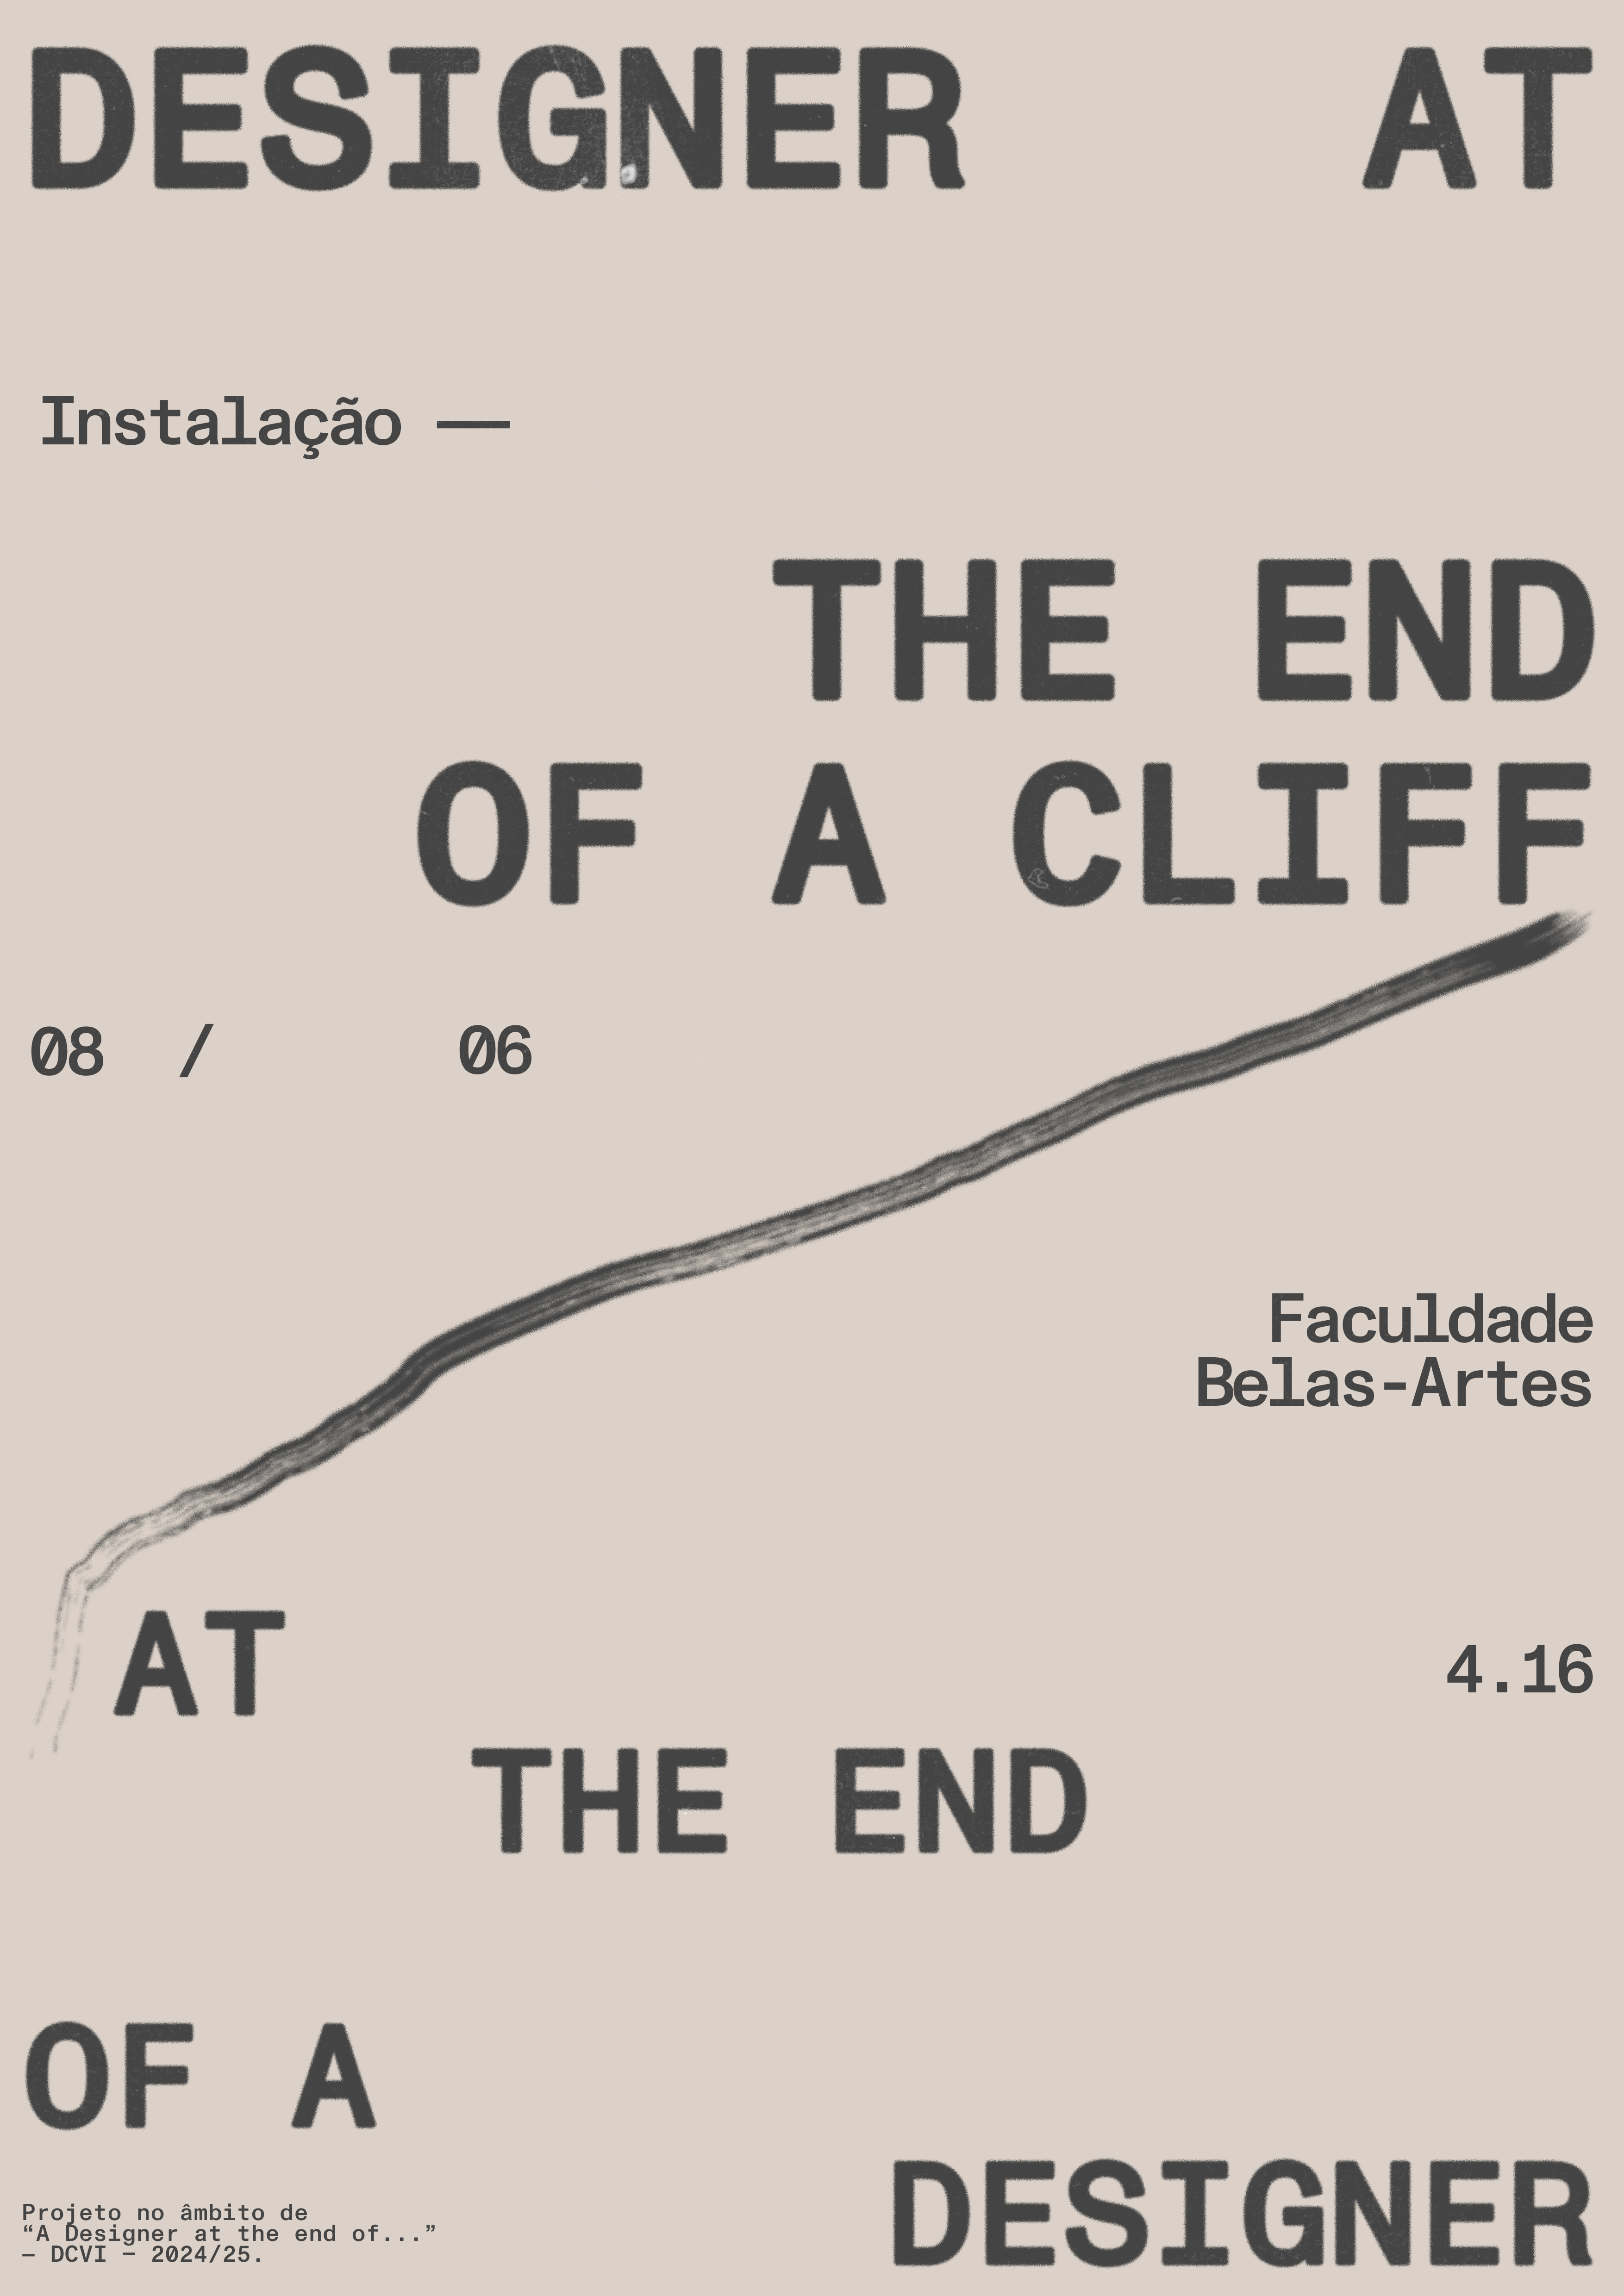 DESIGNER AT
Instalação —
THE END
OF A CLIFF
08 / 06
Faculdade
Belas-Artes
AT
4.16
THE END
OF A
DESIGNER
Projeto no âmbito de
“A Designer at the end of...”
— DCVI — 2024/25.